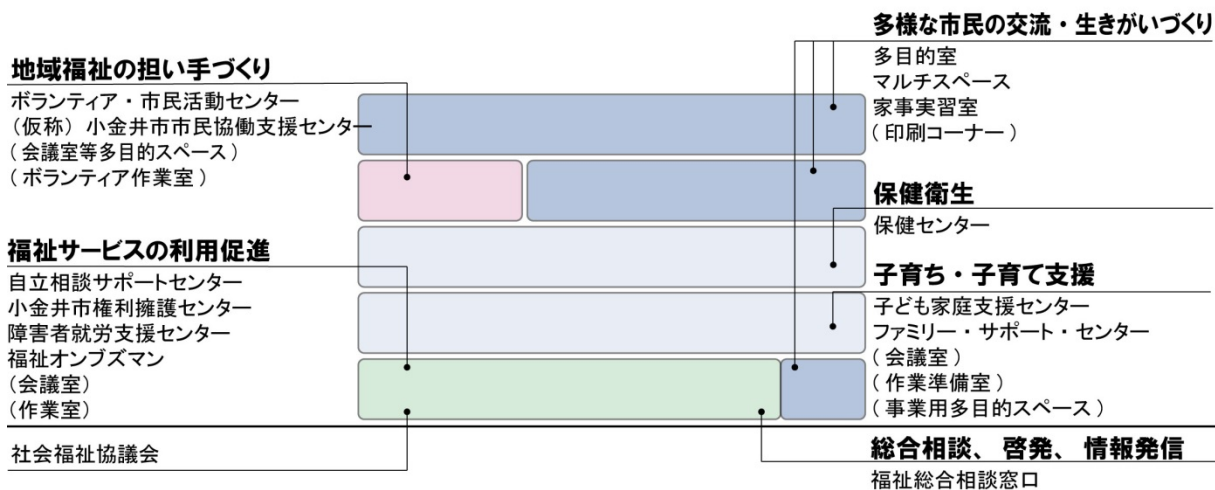 地域福祉の担い手づくり
ボランティア・市民活動センター
（仮称）小金井市市民協働支援センター
（会議室等多目的スペース）
（ボランティア作業室）
福祉サービスの利用促進
自立相談サポートセンター
小金井市権利擁護センター
障害者就労支援センター
福祉オンブズマン
（会議室）
（作業室）
社会福祉協議会
多様な市民の交流・生きがいづくり
多目的室
マルチスペース
家事実習室
（印刷コーナー）
保健衛生
保健センター
子育ち・子育て支援
子ども家庭支援センター
ファミリー・サポート・センター
（会議室）
（作業準備室）
（事業用多目的スペース）
総合相談、啓発、情報発信
福祉総合相談窓口